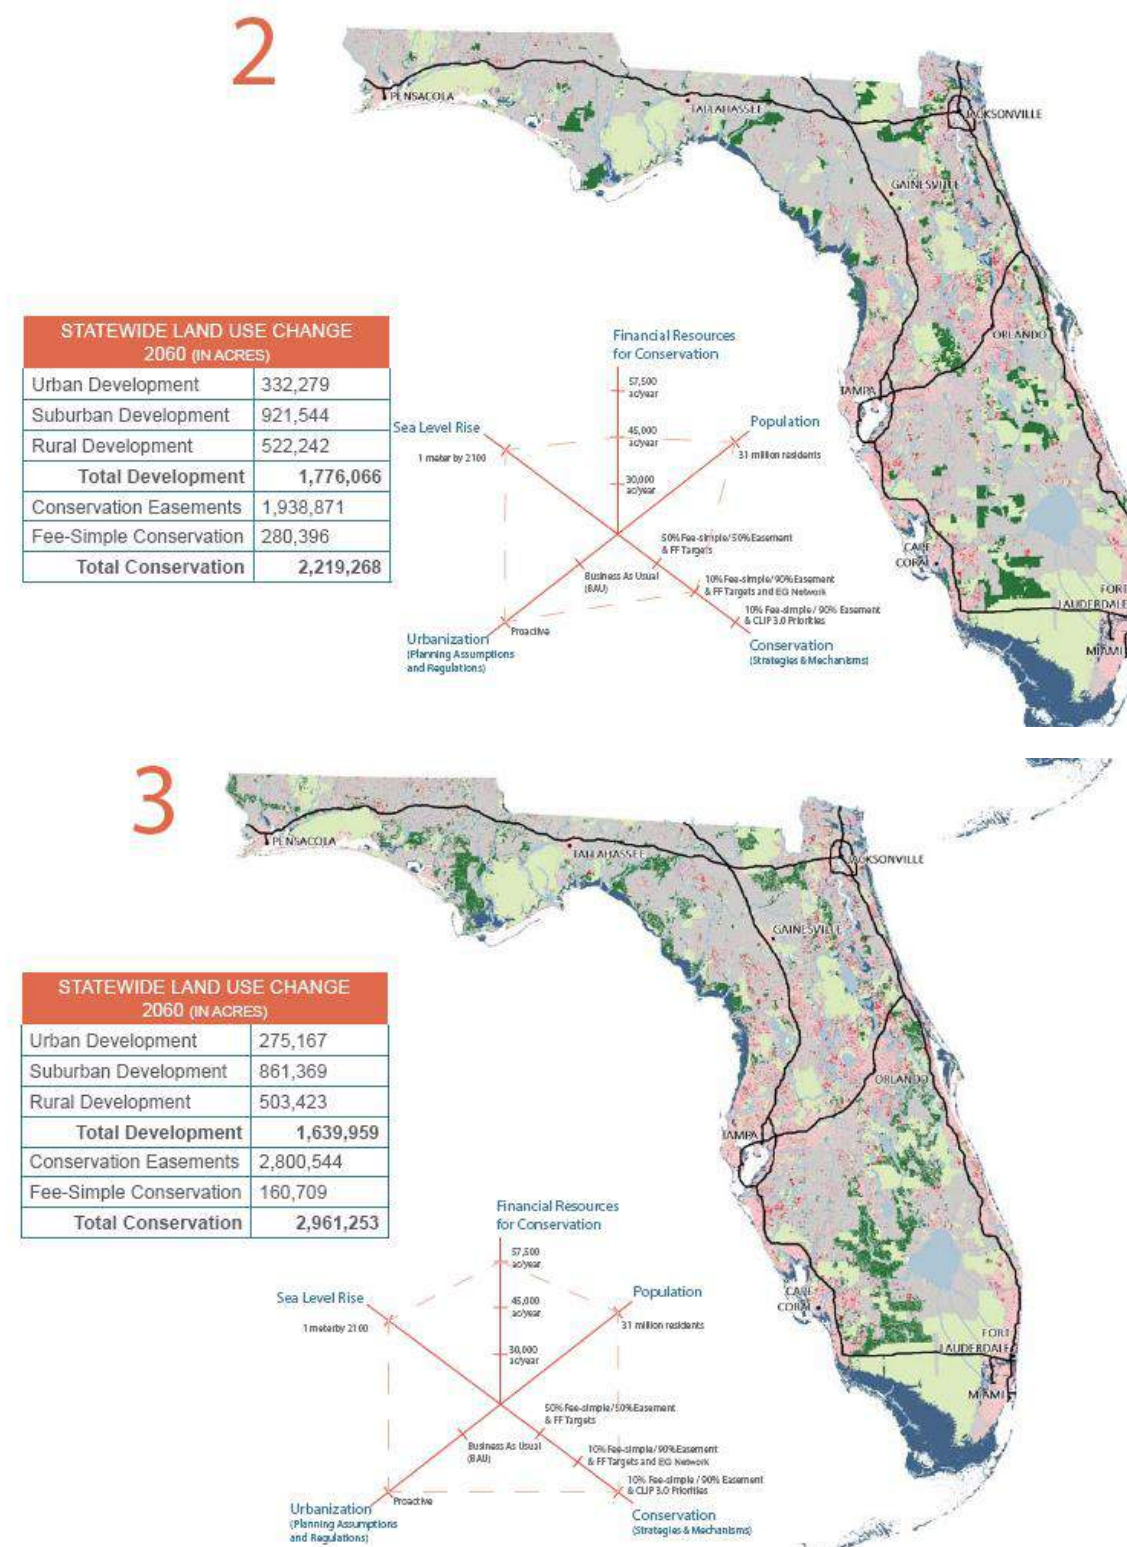 2
PENSACOLA
TALLAHASSEE
JACKSONVILLE
GAINESVILLE
ORLANDO
TAMPA
CAPE
CORAL
FORT
LAUDERDALE
MIAMI
STATEWIDE LAND USE CHANGE
2060 (IN ACRES)
Urban Development 332,279
Suburban Development 921,544
Rural Development 522,242
Total Development 1,776,066
Conservation Easements 1,938,871
Fee-Simple Conservation 280,396
Total Conservation 2,219,268
Financial Resources
for Conservation
57,500
ac/year
45,000
ac/year
30,000
ac/year
Sea Level Rise
1 meter by 2100
Population
31 million residents
50% Fee-simple/50% Easement
& FF Targets
Business As Usual
(BAU)
10% Fee-simple/90% Easement
& FF Targets and EG Network
10% Fee-simple / 90% Easement
& CLIP 3.0 Priorities
Proactive
Urbanization
(Planning Assumptions
and Regulations)
Conservation
(Strategies & Mechanisms)
3
PENSACOLA
TALLAHASSEE
JACKSONVILLE
GAINESVILLE
ORLANDO
TAMPA
CAPE
CORAL
FORT
LAUDERDALE
MIAMI
STATEWIDE LAND USE CHANGE
2060 (IN ACRES)
Urban Development 275,167
Suburban Development 861,369
Rural Development 503,423
Total Development 1,639,959
Conservation Easements 2,800,544
Fee-Simple Conservation 160,709
Total Conservation 2,961,253
Financial Resources
for Conservation
57,500
ac/year
45,000
ac/year
30,000
ac/year
Sea Level Rise
1 meter by 2100
Population
31 million residents
50% Fee-simple/50% Easement
& FF Targets
Business As Usual
(BAU)
10% Fee-simple/90% Easement
& FF Targets and EG Network
10% Fee-simple / 90% Easement
& CLIP 3.0 Priorities
Proactive
Urbanization
(Planning Assumptions
and Regulations)
Conservation
(Strategies & Mechanisms)